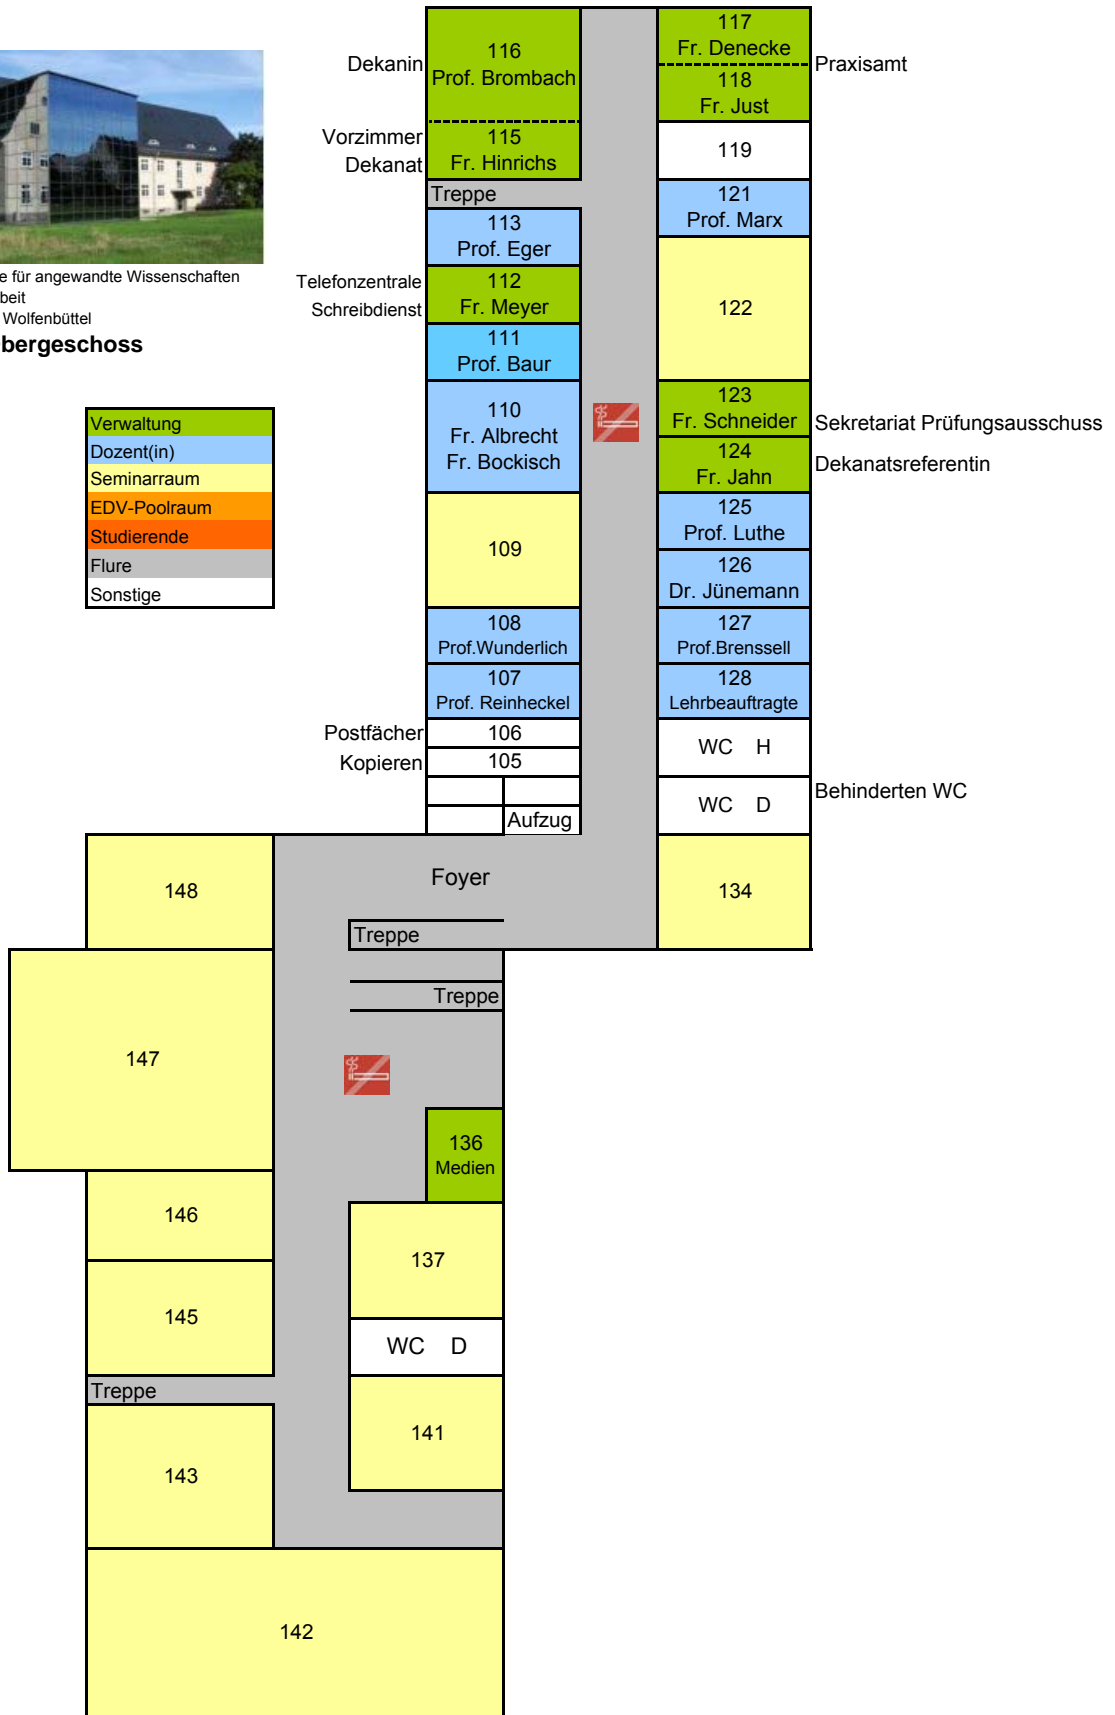 116
Prof. Brombach
Dekanin
117
Fr. Denecke
Praxisamt
118
Fr. Just
Vorzimmer
Dekanat
115
Fr. Hinrichs
119
Treppe
121
Prof. Marx
113
Prof. Eger
für angewandte Wissenschaften
Wolfenbüttel
Telefonzentrale
Schreibdienst
112
Fr. Meyer
122
111
Prof. Baur
110
Fr. Albrecht
Fr. Bockisch
123
Fr. Schneider
Sekretariat Prüfungsausschuss
124
Fr. Jahn
Dekanatsreferentin
Verwaltung
Dozent(in)
Seminarraum
EDV-Poolraum
Studierende
Flure
Sonstige
125
Prof. Luthe
109
126
Dr. Jünemann
108
Prof.Wunderlich
127
Prof.Brenssell
107
Prof. Reinheckel
128
Lehrbeauftragte
Postfächer
106
Kopieren
105
WC H
Behinderten WC
WC D
Aufzug
148
Foyer
134
Treppe
Treppe
147
136
Medien
146
137
145
WC D
Treppe
141
143
142